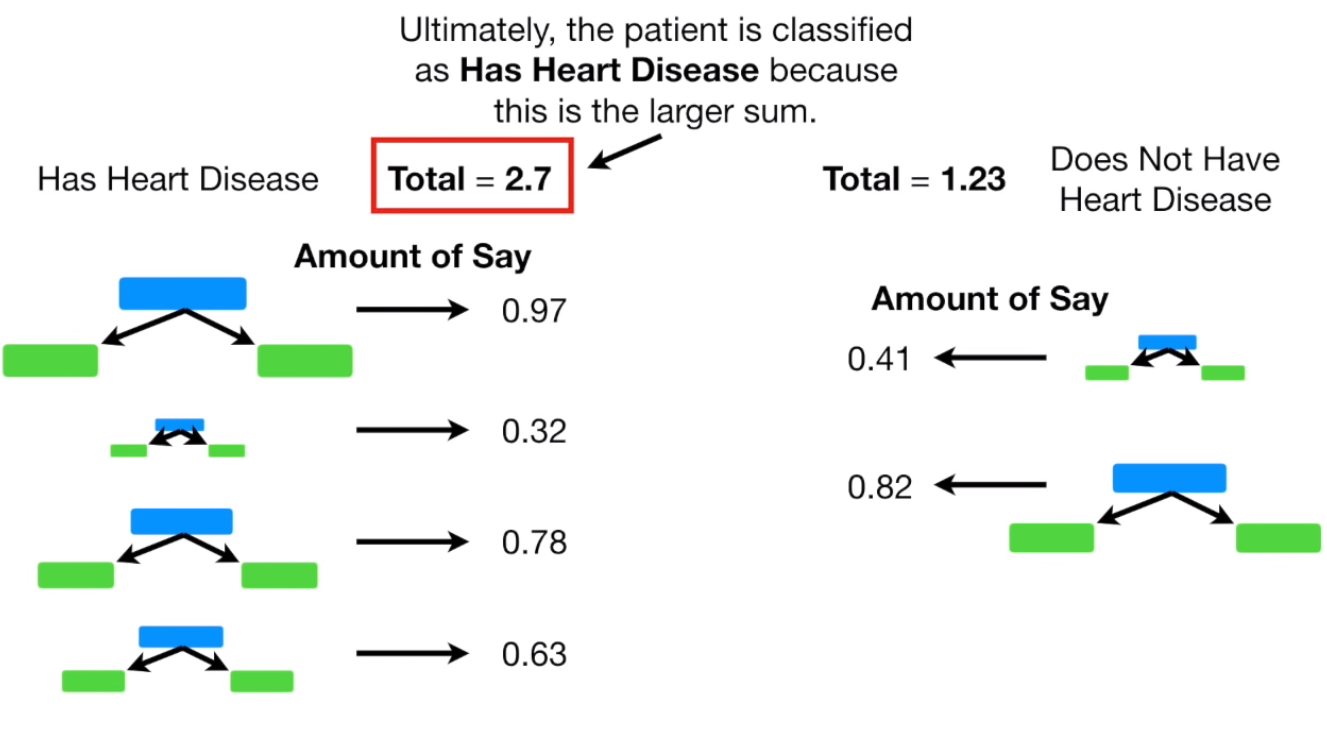 Ultimately, the patient is classified
as Has Heart Disease because
this is the larger sum.
Has Heart Disease
Total = 2.7
Total = 1.23
Does Not Have
Heart Disease
Amount of Say
0.97
0.32
0.78
0.63
Amount of Say
0.41
0.82